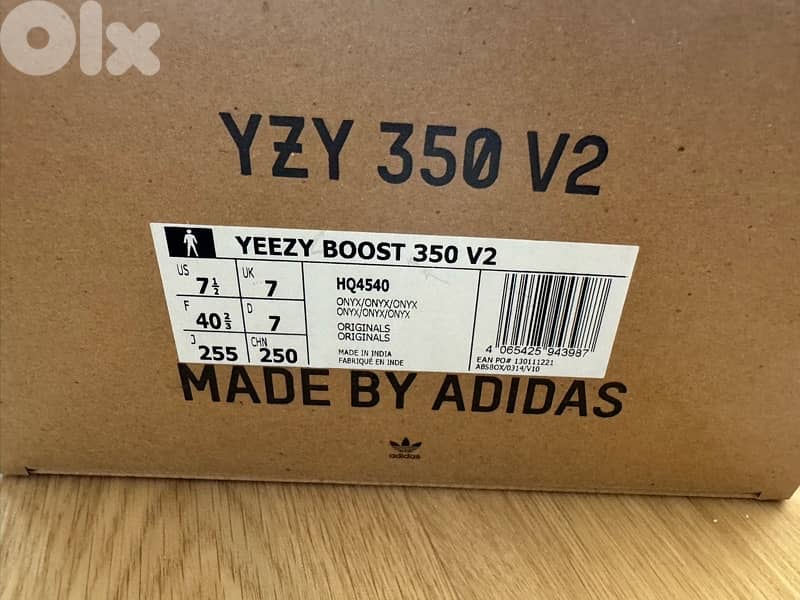 OLX
YZY 350 V2
YEEZY BOOST 350 V2
US 7½ UK 7
F 40⅔ D 7
J 255 CHN 250
HQ4540
ONYX/ONYX/ONYX
ONYX/ONYX/ONYX
ORIGINALS
ORIGINALS
MADE IN INDIA
FABRIQUÉ EN INDE
4 065425 943987
EAN PO# 130111221
ABSBOX/0314/V10
MADE BY ADIDAS
adidas